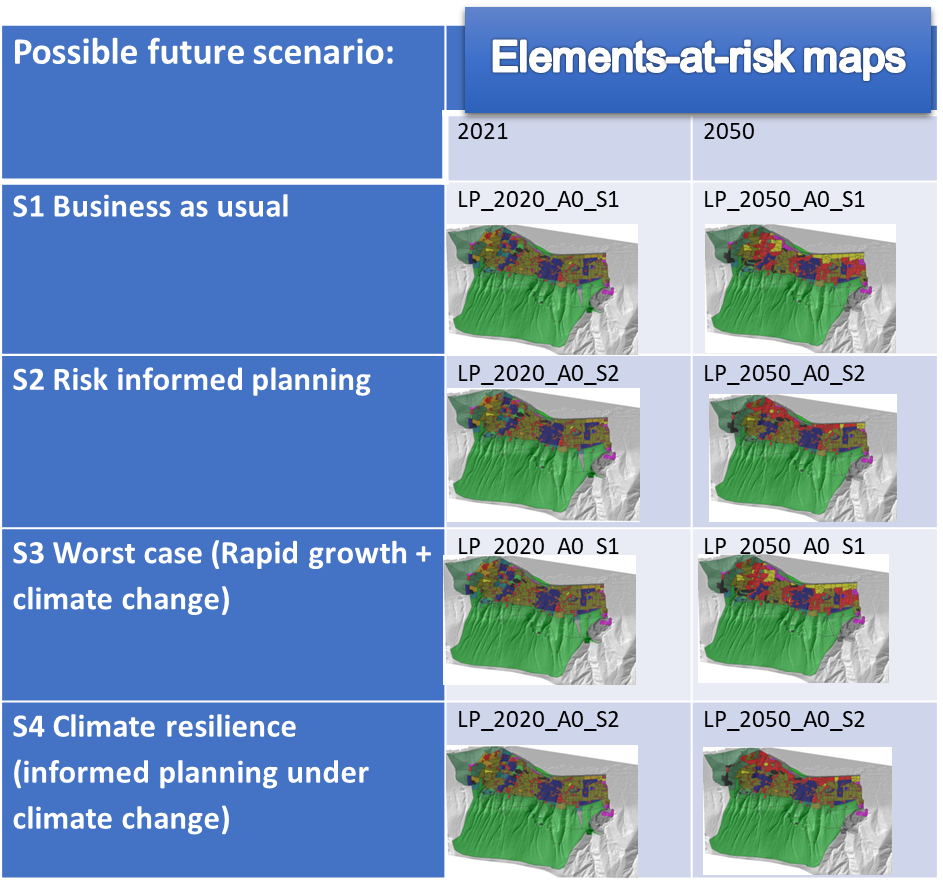 Possible future scenario:
Elements-at-risk maps
2021
2050
S1 Business as usual
LP_2020_A0_S1
LP_2050_A0_S1
S2 Risk informed planning
LP_2020_A0_S2
LP_2050_A0_S2
S3 Worst case (Rapid growth +
climate change)
LP_2020_A0_S1
LP_2050_A0_S1
S4 Climate resilience
(informed planning under
climate change)
LP_2020_A0_S2
LP_2050_A0_S2